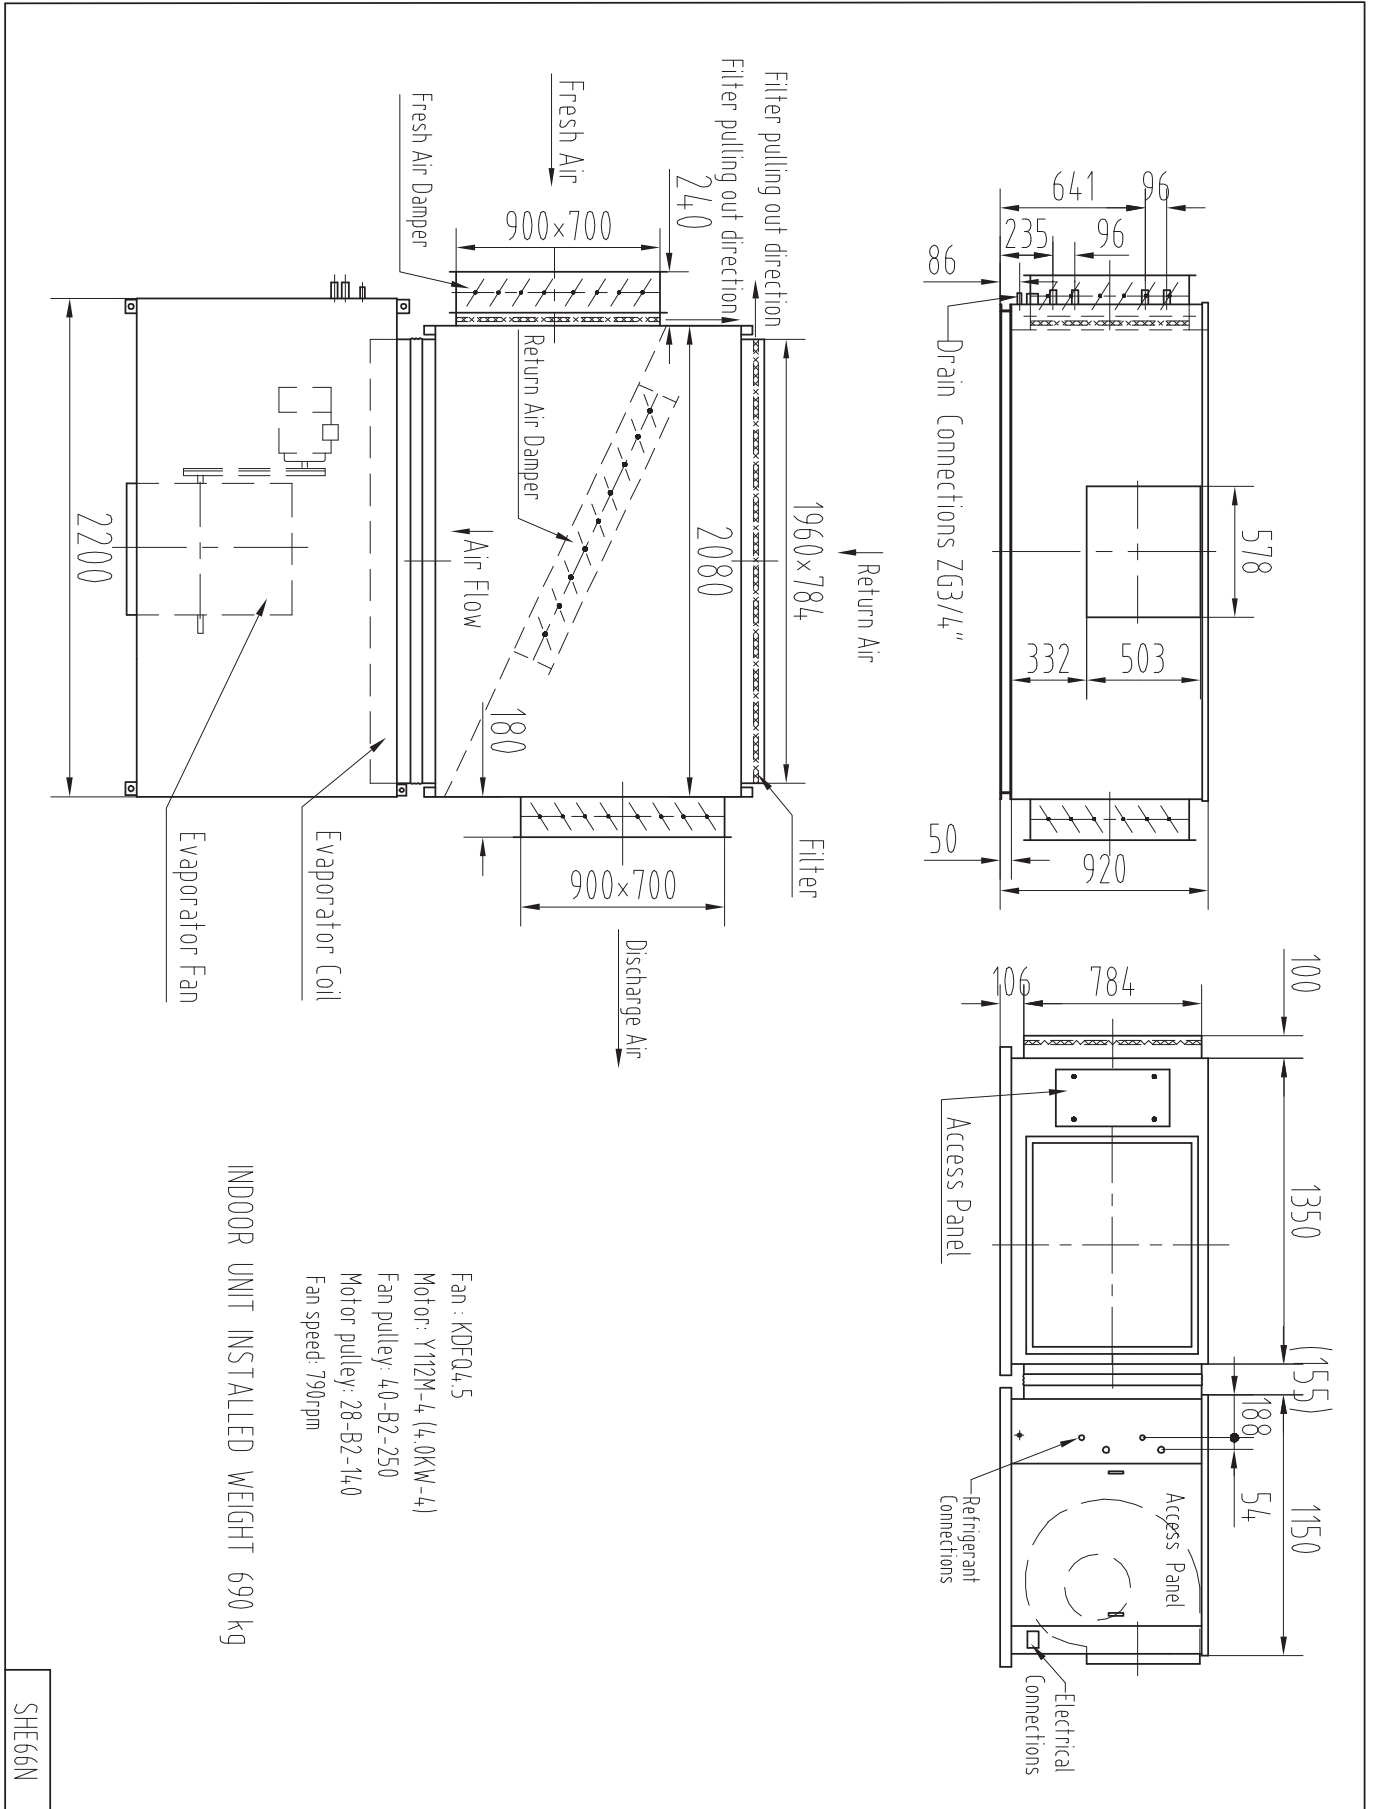 641
96
235
96
86
Drain Connections ZG3/4"
578
332
503
50
920
106
784
100
1350
(155)
188
54
1150
Access Panel
Access Panel
Refrigerant
Connections
Electrical
Connections
Filter pulling out direction
Filter pulling out direction
240
Fresh Air
900×700
Fresh Air Damper
Return Air Damper
1960×784
2080
Return Air
Air Flow
180
Filter
900×700
Discharge Air
2200
Evaporator Coil
Evaporator Fan
Fan : KDFQ4.5
Motor: Y112M-4 (4.0KW-4)
Fan pulley: 40-B2-250
Motor pulley: 28-B2-140
Fan speed: 790rpm
INDOOR UNIT INSTALLED WEIGHT 690 kg
SHE66N